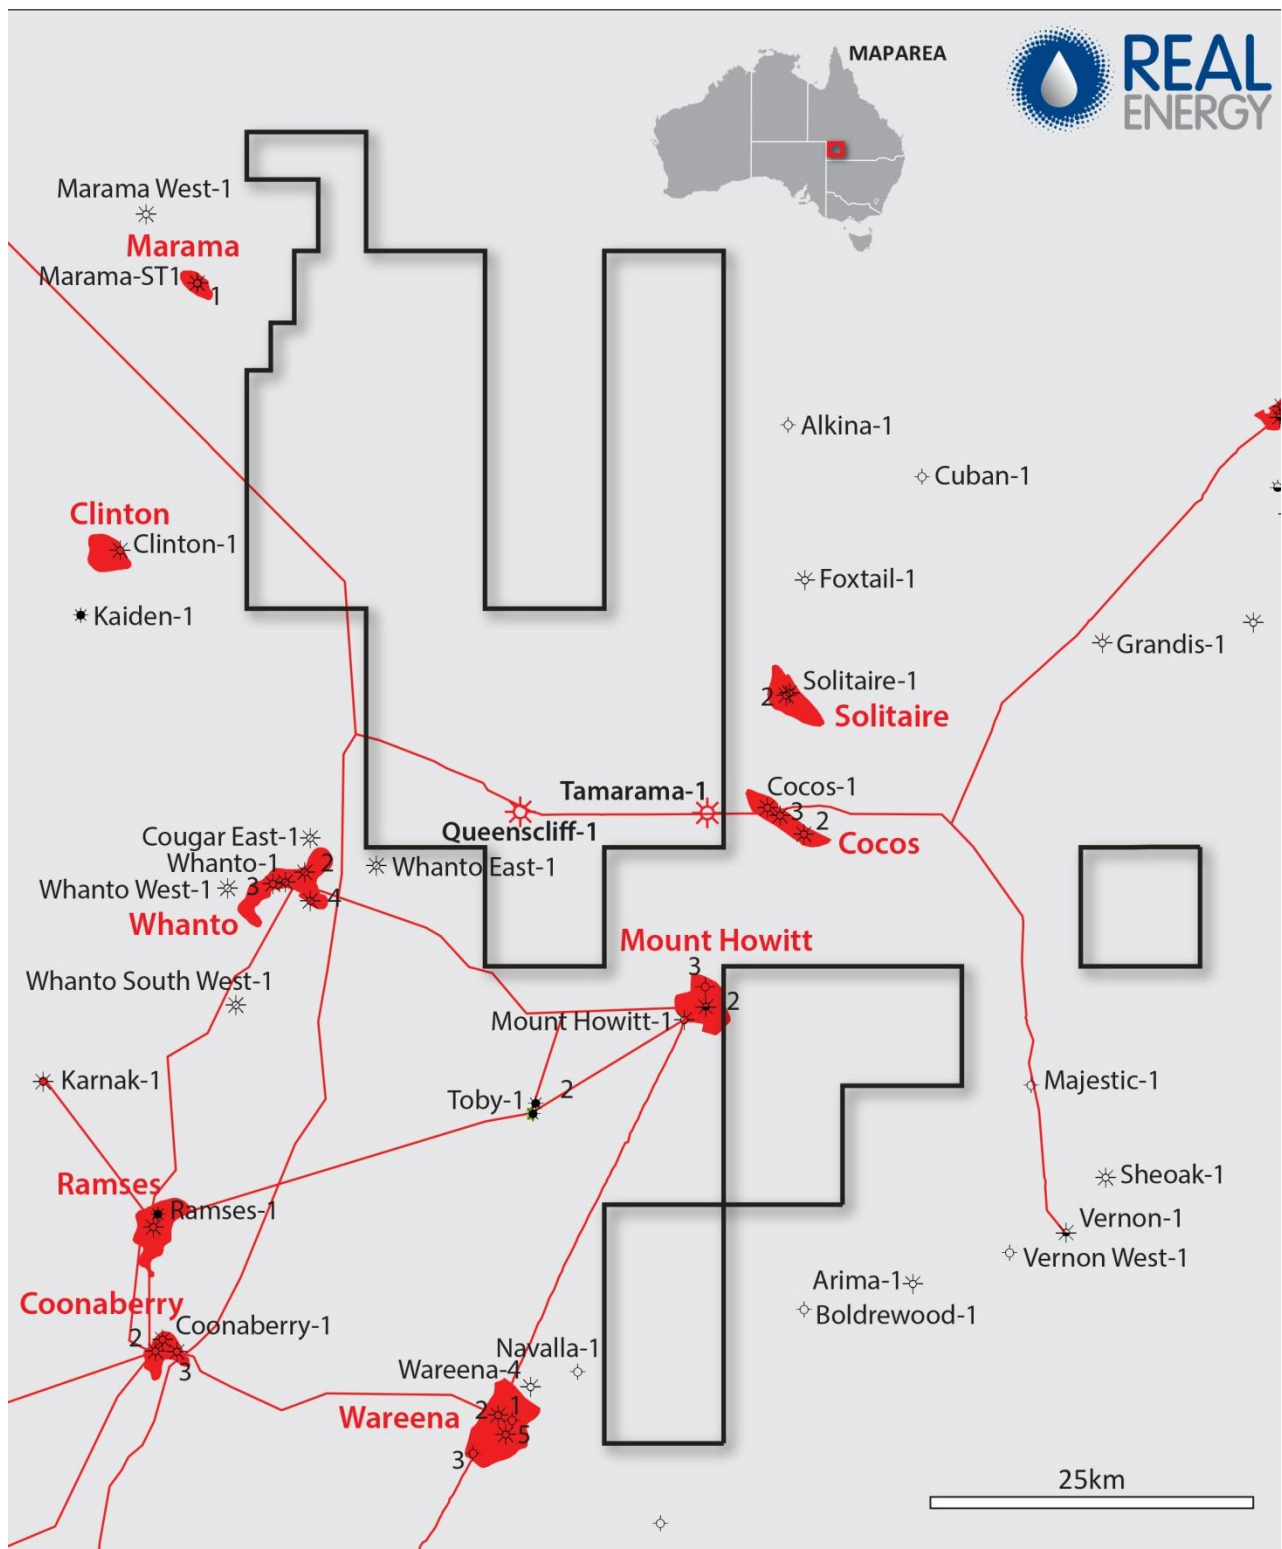 MAPAREA
REAL
ENERGY
Marama West-1
Marama
Marama-ST1
1
Alkina-1
Cuban-1
Clinton
Clinton-1
Foxtail-1
Kaiden-1
Grandis-1
Solitaire-1
2
Solitaire
Tamarama-1
Cocos-1
3
2
Queenscliff-1
Cocos
Cougar East-1
Whanto-1
2
Whanto East-1
Whanto West-1
3
4
Whanto
Mount Howitt
3
Whanto South West-1
2
Mount Howitt-1
Karnak-1
Majestic-1
Toby-1
2
Ramses
Sheoak-1
Ramses-1
Vernon-1
Vernon West-1
Arima-1
Coonaberry
Boldrewood-1
Coonaberry-1
2
3
Navalla-1
Wareena-4
Wareena
2
1
5
3
25km